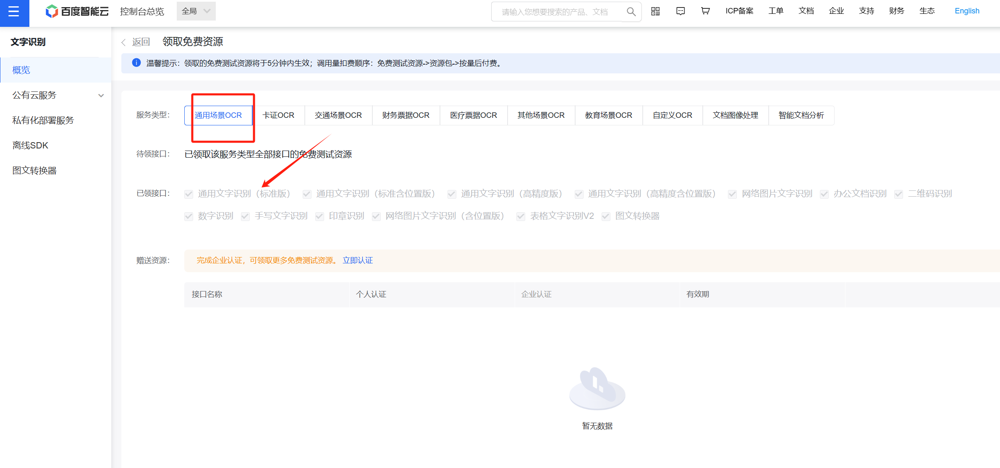 百度智能云 控制台总览 全局 请输入您想要搜索的产品、文档 ICP备案 工单 文档 企业 支持 财务 生态 English
文字识别
概览
公有云服务
私有化部署服务
离线SDK
图文转换器
返回 领取免费资源
温馨提示：领取的免费测试资源将于5分钟内生效；调用量扣费顺序：免费测试资源->资源包->按量后付费。
服务类型： 通用场景OCR 卡证OCR 交通场景OCR 财务票据OCR 医疗票据OCR 其他场景OCR 教育场景OCR 自定义OCR 文档图像处理 智能文档分析
待领接口： 已领取该服务类型全部接口的免费测试资源
已领接口： 通用文字识别（标准版） 通用文字识别（标准含位置版） 通用文字识别（高精度版） 通用文字识别（高精度含位置版） 网络图片文字识别 办公文档识别 二维码识别
数字识别 手写文字识别 印章识别 网络图片文字识别（含位置版） 表格文字识别V2 图文转换器
赠送资源： 完成企业认证，可领取更多免费测试资源。 立即认证
接口名称 个人认证 企业认证 有效期
暂无数据